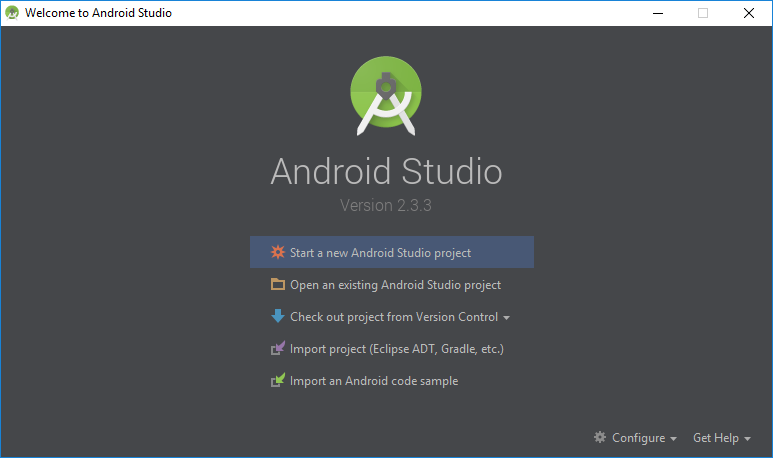 Welcome to Android Studio
Android Studio
Version 2.3.3
Start a new Android Studio project
Open an existing Android Studio project
Check out project from Version Control
Import project (Eclipse ADT, Gradle, etc.)
Import an Android code sample
Configure Get Help